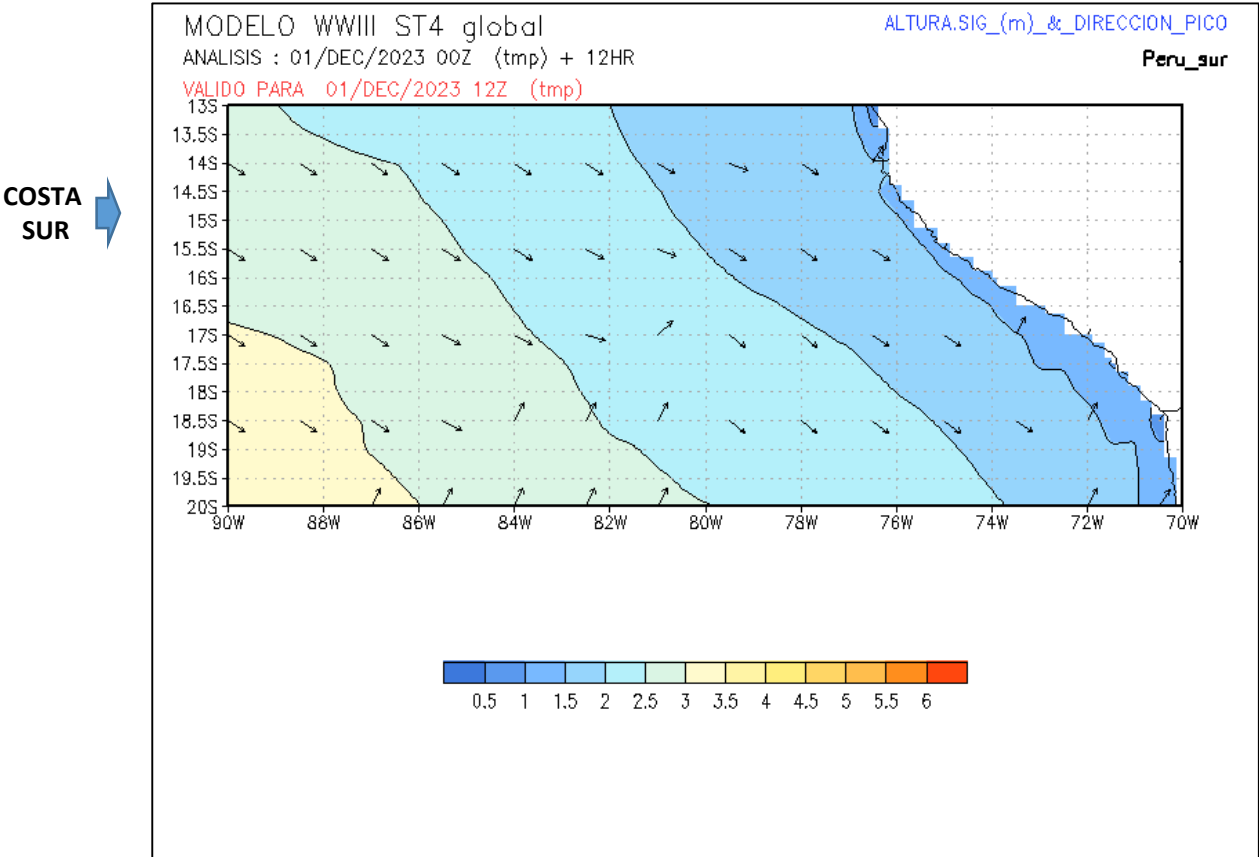 MODELO WWIII ST4 global
ALTURA.SIG_(m)_&_DIRECCION_PICO
ANALISIS : 01/DEC/2023 00Z (tmp) + 12HR
Peru_sur
VALIDO PARA 01/DEC/2023 12Z (tmp)
COSTA
SUR
13S
13.5S
14S
14.5S
15S
15.5S
16S
16.5S
17S
17.5S
18S
18.5S
19S
19.5S
20S
90W 88W 86W 84W 82W 80W 78W 76W 74W 72W 70W
0.5 1 1.5 2 2.5 3 3.5 4 4.5 5 5.5 6